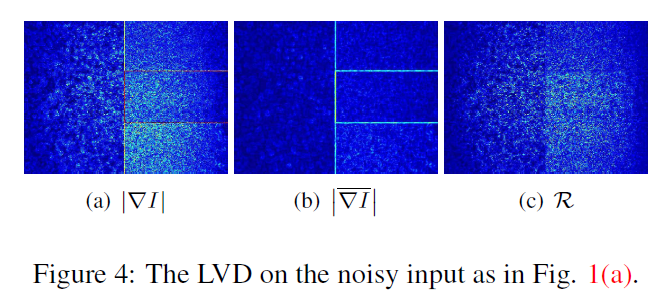 (a) |∇I|
(b) |∇I̅|
(c) ℛ
Figure 4: The LVD on the noisy input as in Fig. 1(a).